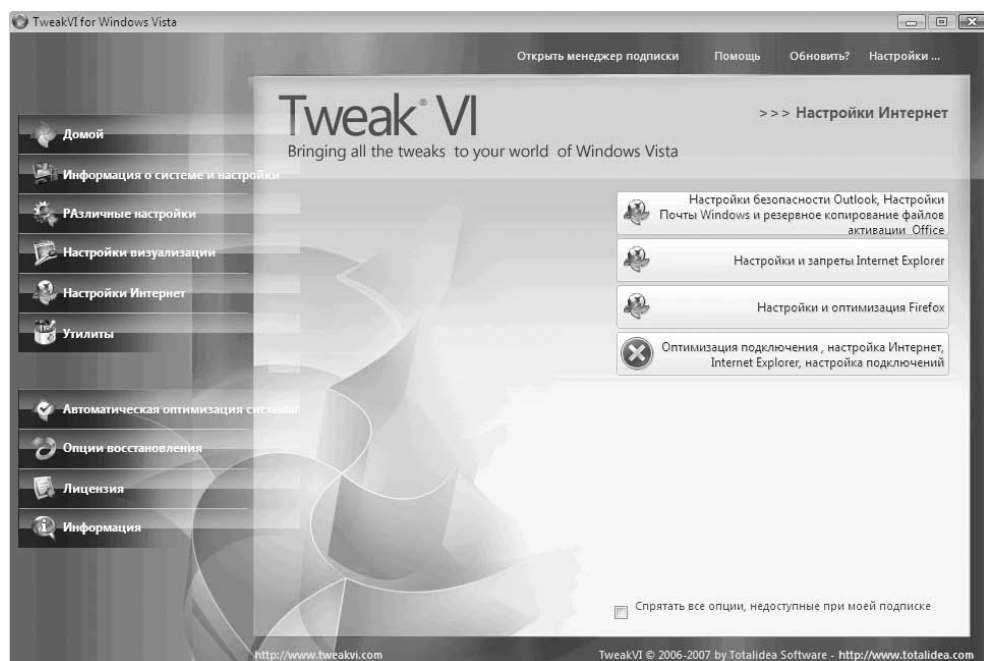 TweakVI for Windows Vista
Открыть менеджер подписки Помощь Обновить? Настройки ...
Tweak® VI
>>> Настройки Интернет
Bringing all the tweaks to your world of Windows Vista
Домой
Информация о системе и настройки
РАзличные настройки
Настройки визуализации
Настройки Интернет
Утилиты
Автоматическая оптимизация системы
Опции восстановления
Лицензия
Информация
Настройки безопасности Outlook, Настройки
Почты Windows и резервное копирование файлов
активации Office
Настройки и запреты Internet Explorer
Настройки и оптимизация Firefox
Оптимизация подключения , настройка Интернет,
Internet Explorer, настройка подключений
Спрятать все опции, недоступные при моей подписке
http://www.tweakvi.com
TweakVI © 2006-2007 by Totalidea Software - http://www.totalidea.com